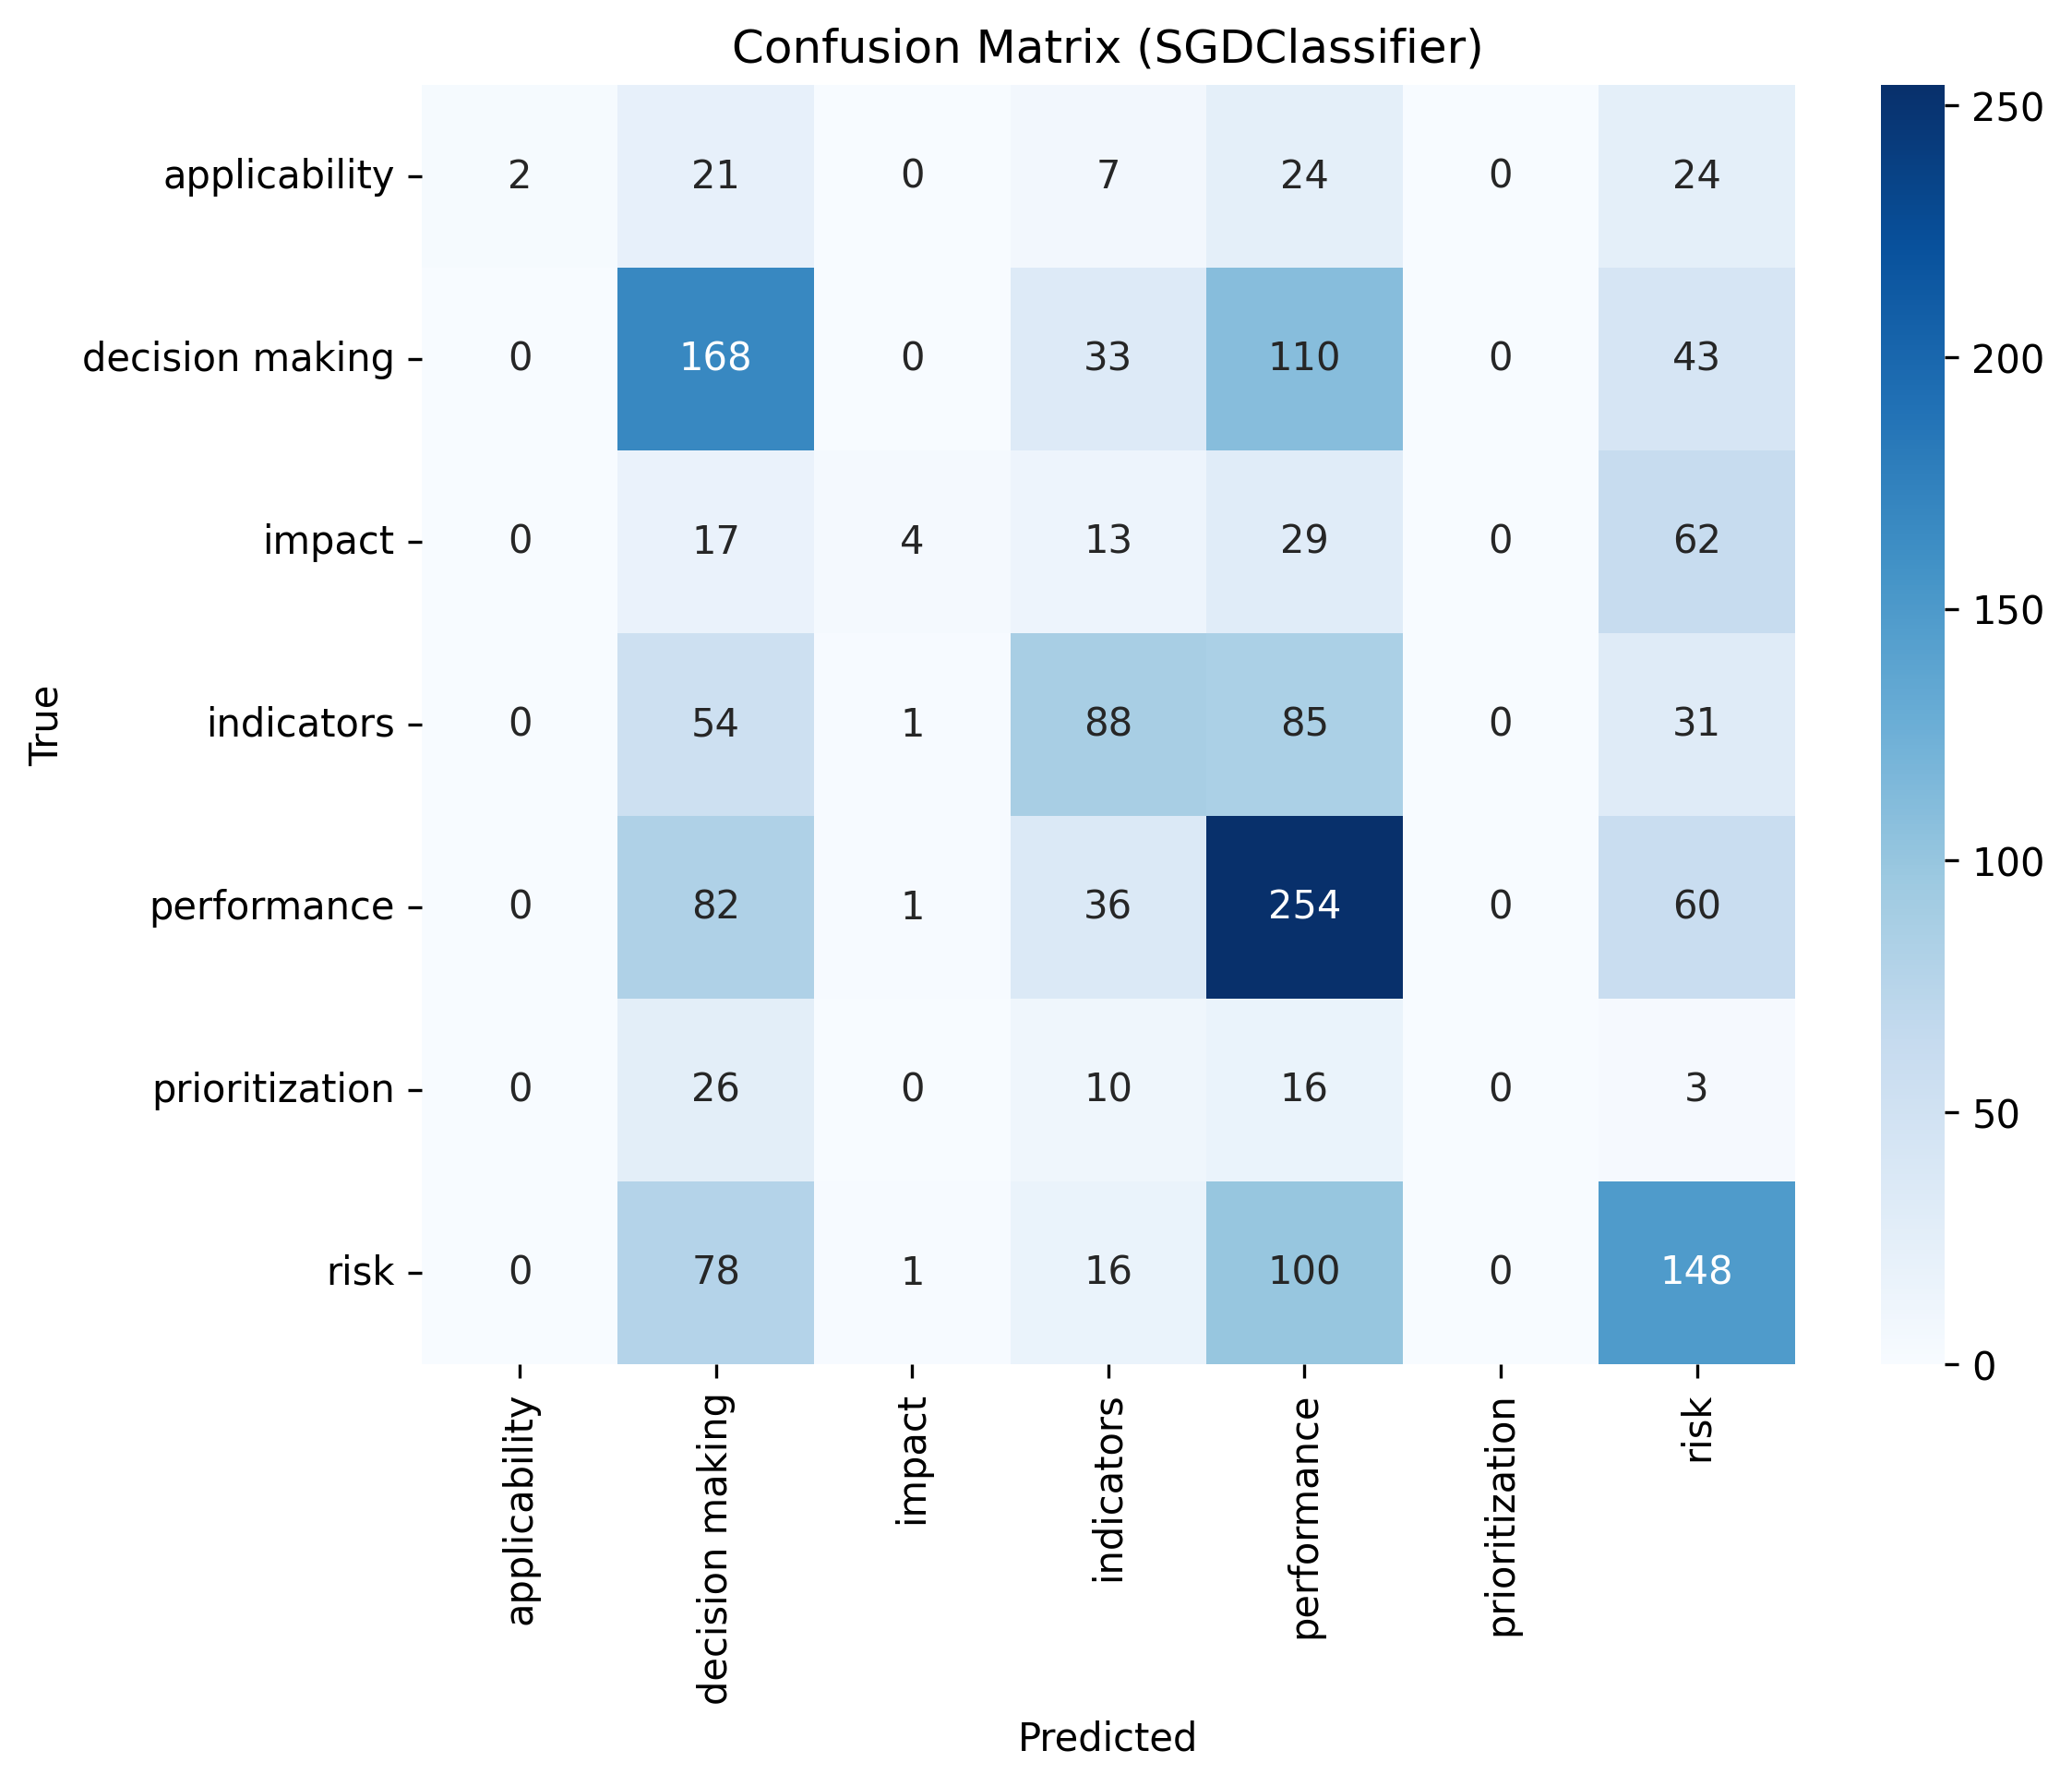 Confusion Matrix (SGDClassifier)
applicability 2 21 0 7 24 0 24
decision making 0 168 0 33 110 0 43
impact 0 17 4 13 29 0 62
indicators 0 54 1 88 85 0 31
performance 0 82 1 36 254 0 60
prioritization 0 26 0 10 16 0 3
risk 0 78 1 16 100 0 148
True
applicability
decision making
impact
indicators
performance
prioritization
risk
Predicted
250
200
150
100
50
0